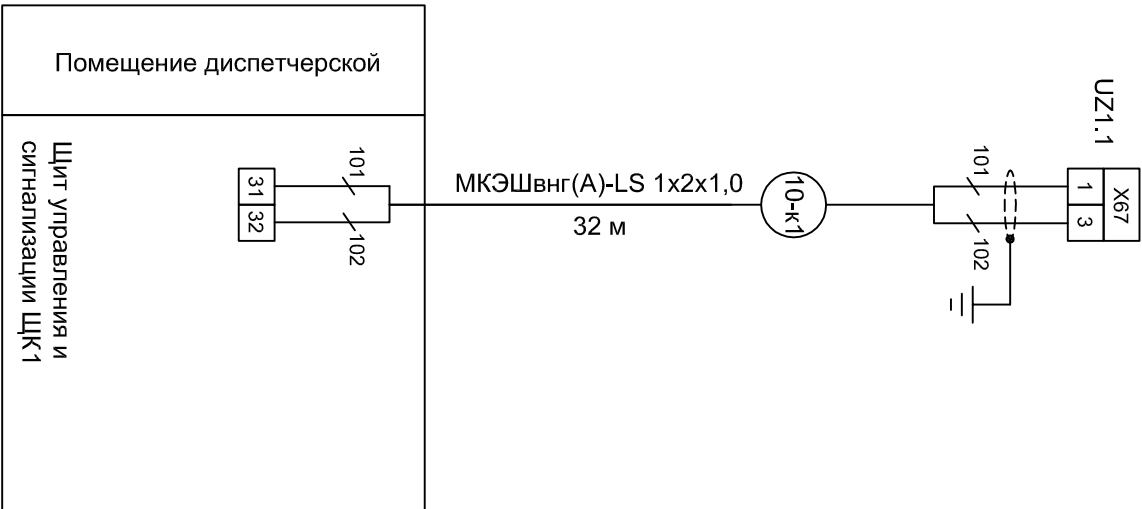 Помещение диспетчерской
Щит управления и
сигнализации ЩК1
31
32
101
102
МКЭШвнг(А)-LS 1x2x1,0
32 м
10-к1
101
102
UZ1.1
1
3
X67